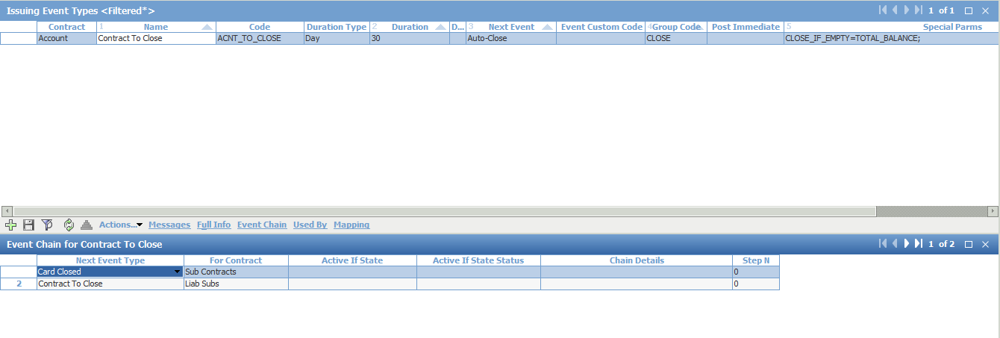 Issuing Event Types <Filtered*> 1 of 1
Contract 1 Name Code Duration Type 2 Duration D... 3 Next Event Event Custom Code 4 Group Code Post Immediate 5 Special Parms
Account Contract To Close ACNT_TO_CLOSE Day 30 Auto-Close CLOSE CLOSE_IF_EMPTY=TOTAL_BALANCE;
Actions... Messages Full Info Event Chain Used By Mapping
Event Chain for Contract To Close 1 of 2
Next Event Type For Contract Active If State Active If State Status Chain Details Step N
Card Closed Sub Contracts 0
2 Contract To Close Liab Subs 0